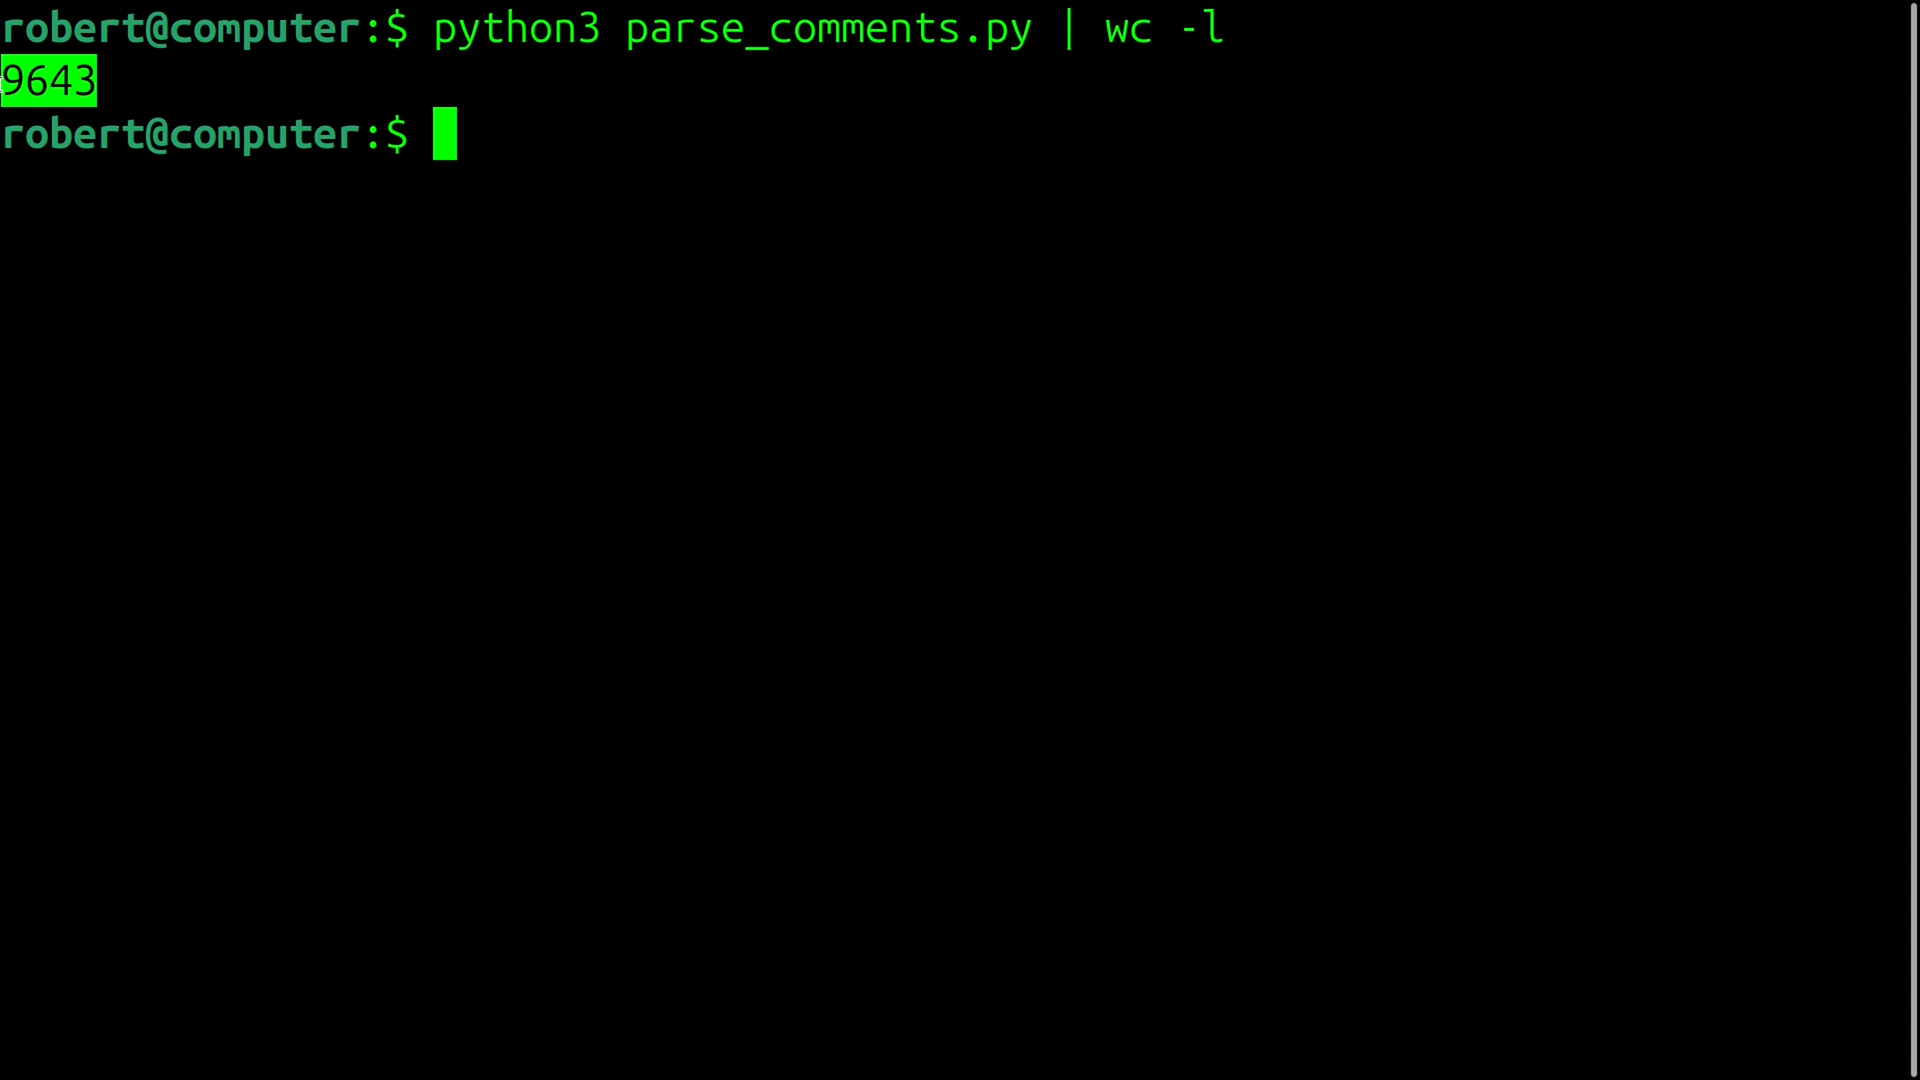 robert@computer:$ python3 parse_comments.py | wc -l
9643
robert@computer:$